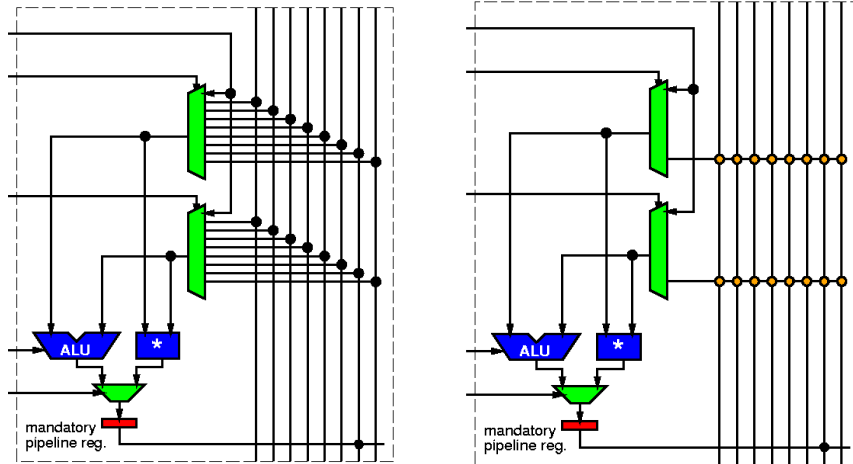 ALU
*
mandatory
pipeline reg.
ALU
*
mandatory
pipeline reg.